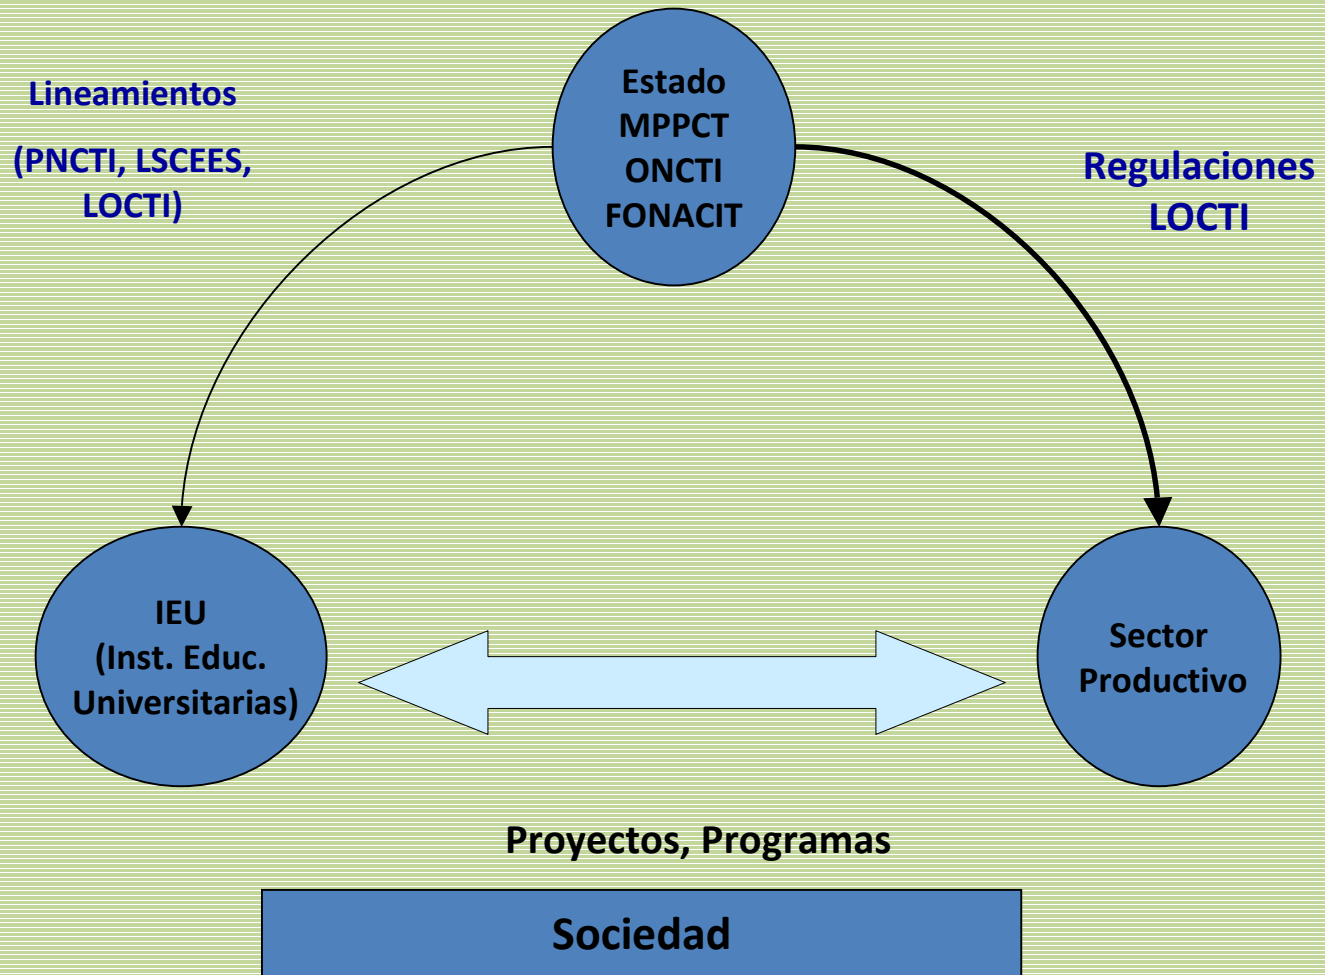 Estado
MPPCT
ONCTI
FONACIT
Lineamientos
(PNCTI, LSCEES,
LOCTI)
Regulaciones
LOCTI
IEU
(Inst. Educ.
Universitarias)
Sector
Productivo
Proyectos, Programas
Sociedad